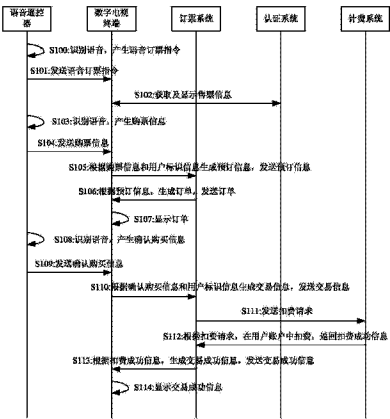 语音遥控器
数字电视终端
订票系统
认证系统
计费系统
S100:识别语音，产生语音订票指令
S101:发送语音订票指令
S102:获取及显示售票信息
S103:识别语音，产生购票信息
S104:发送购票信息
S105:根据购票信息和用户标识信息生成预订信息，发送预订信息
S106:根据预订信息，生成订单，发送订单
S107:显示订单
S108:识别语音，产生确认购买信息
S109:发送确认购买信息
S110:根据确认购买信息和用户标识信息生成交易信息，发送交易信息
S111:发送扣费请求
S112:根据扣费请求，在用户账户中扣费，返回扣费成功信息
S113:根据扣费成功信息，生成交易成功信息，发送交易成功信息
S114:显示交易成功信息